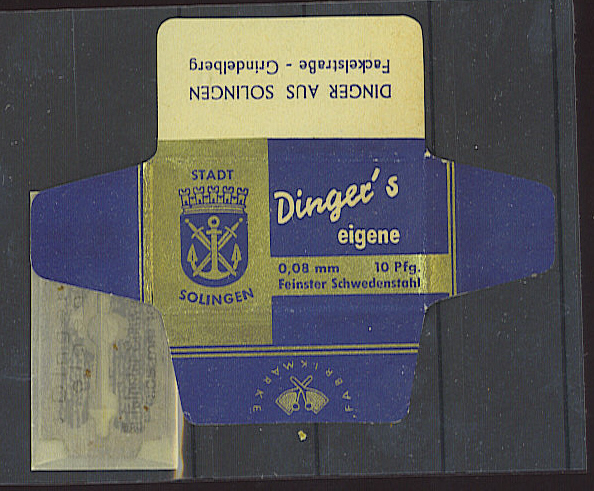 DINGER AUS SOLINGEN
Fackelstraße - Grindelberg
STADT
SOLINGEN
Dinger's
eigene
0,08 mm 10 Pfg.
Feinster Schwedenstahl
FABRIKMARKE